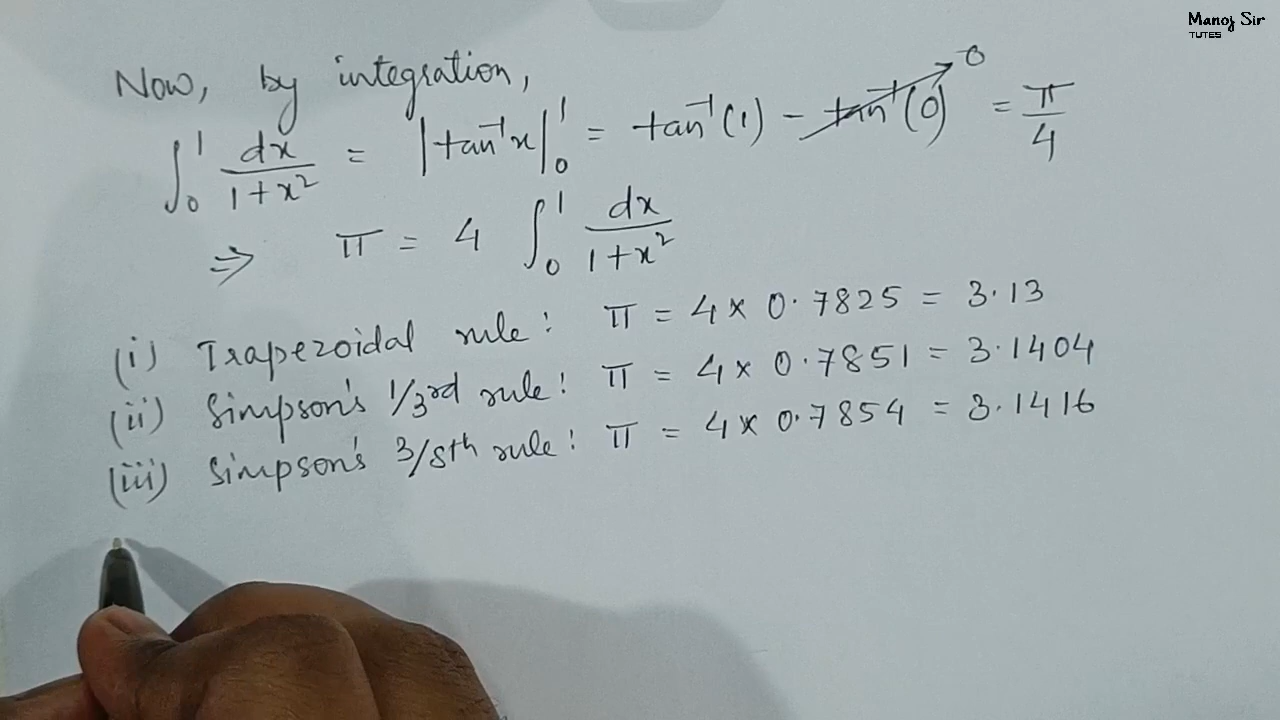 Manoj Sir
TUTES
Now, by integration,
∫₀¹ dx/(1+x²) = |tan⁻¹x|₀¹ = tan⁻¹(1) - tan⁻¹(0) 0 = π/4
⇒ π = 4 ∫₀¹ dx/(1+x²)
(i) Trapezoidal rule: π = 4 × 0.7825 = 3.13
(ii) Simpson's 1/3rd rule: π = 4 × 0.7851 = 3.1404
(iii) Simpson's 3/8th rule: π = 4 × 0.7854 = 3.1416